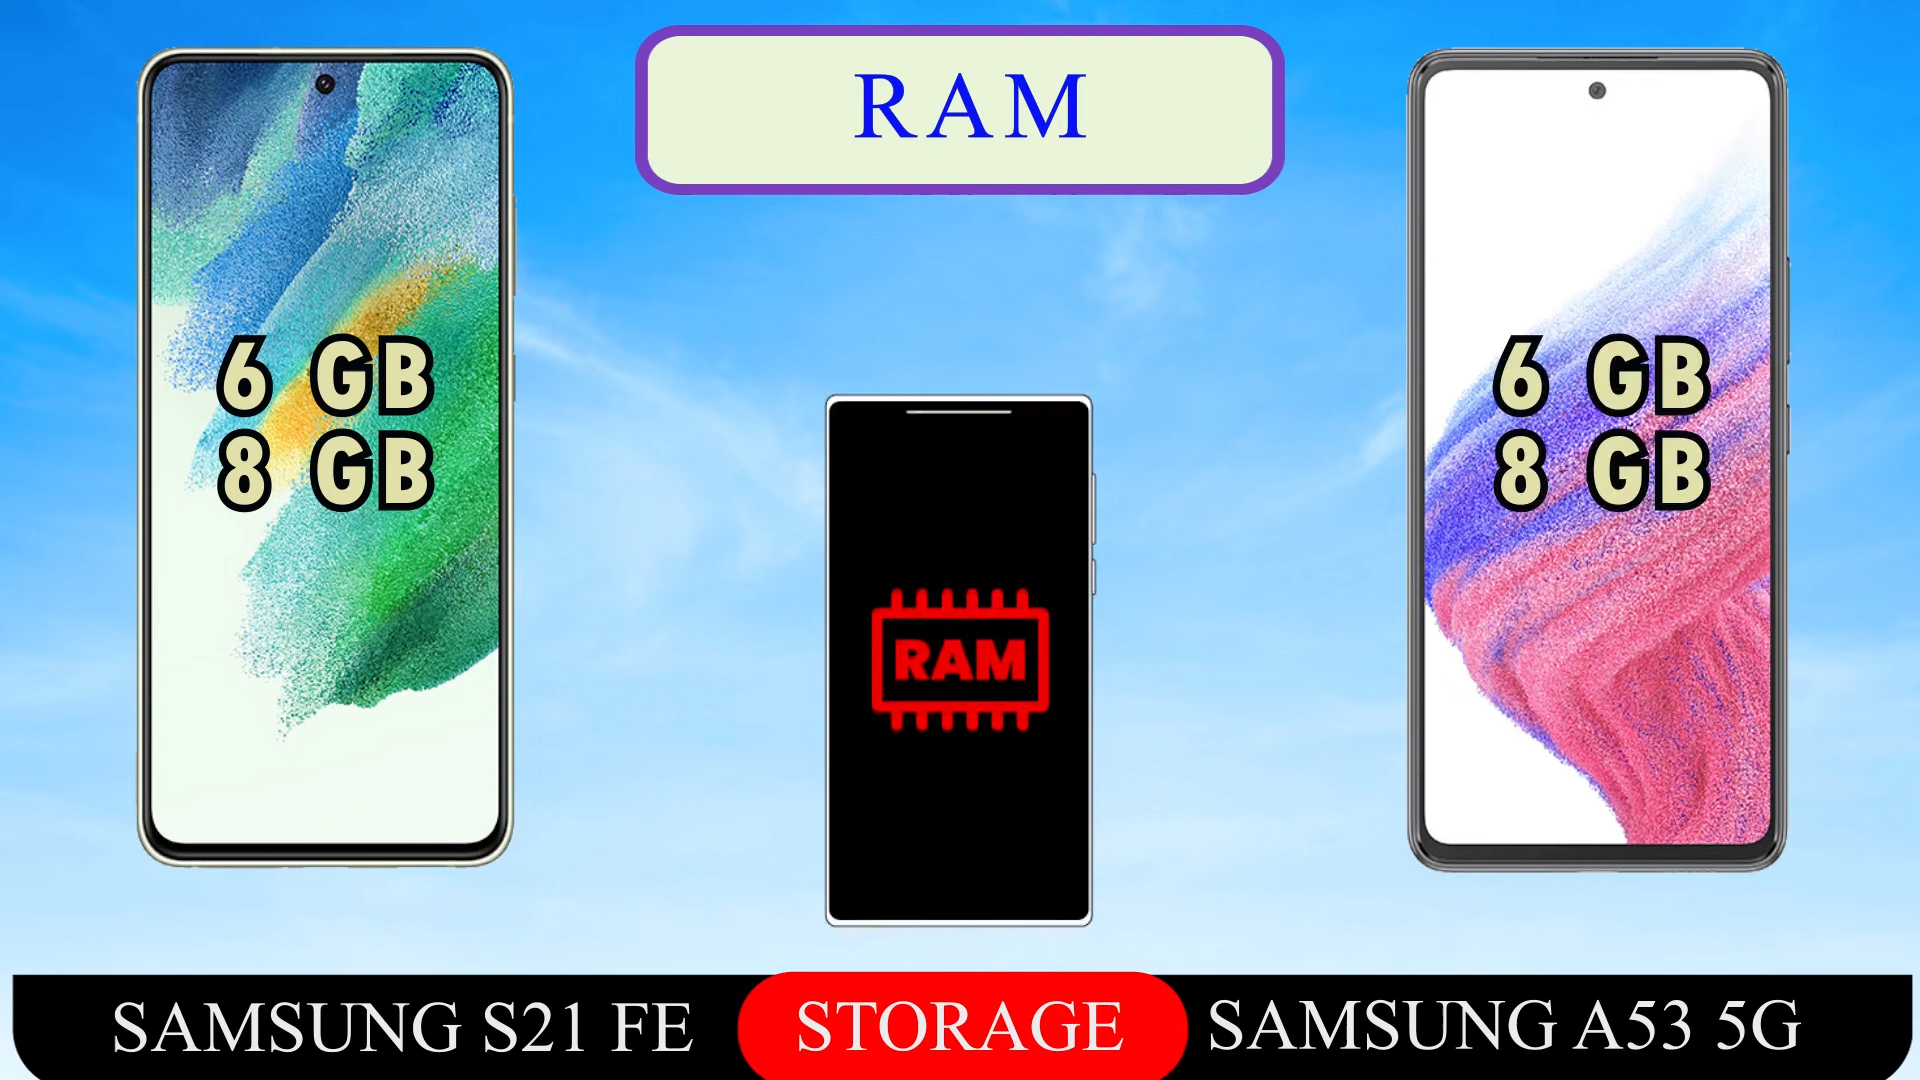 RAM
6 GB
8 GB
6 GB
8 GB
RAM
SAMSUNG S21 FE
STORAGE
SAMSUNG A53 5G